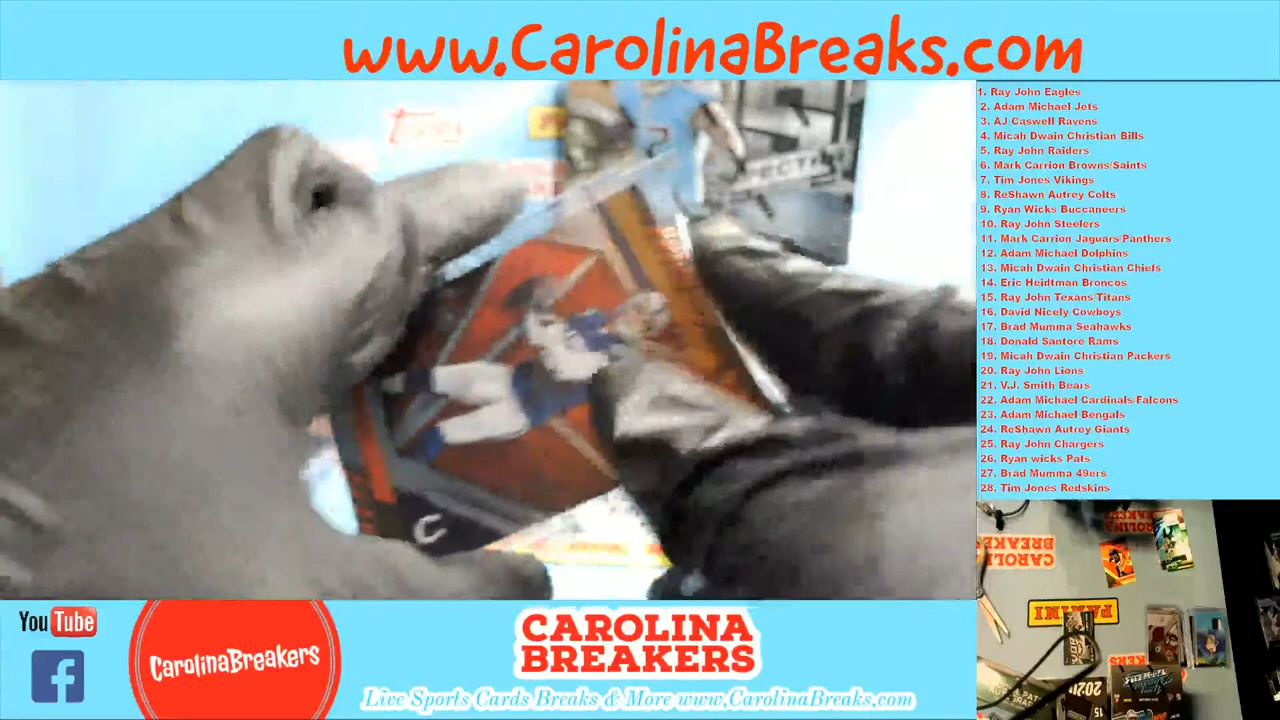 www.CarolinaBreaks.com
1. Ray John Eagles
2. Adam Michael Jets
3. AJ Caswell Ravens
4. Micah Dwain Christian Bills
5. Ray John Raiders
6. Mark Carrion Browns/Saints
7. Tim Jones Vikings
8. ReShawn Autrey Colts
9. Ryan Wicks Buccaneers
10. Ray John Steelers
11. Mark Carrion Jaguars/Panthers
12. Adam Michael Dolphins
13. Micah Dwain Christian Chiefs
14. Eric Heidtman Broncos
15. Ray John Texans/Titans
16. David Nicely Cowboys
17. Brad Mumma Seahawks
18. Donald Santore Rams
19. Micah Dwain Christian Packers
20. Ray John Lions
21. V.J. Smith Bears
22. Adam Michael Cardinals/Falcons
23. Adam Michael Bengals
24. ReShawn Autrey Giants
25. Ray John Chargers
26. Ryan wicks Pats
27. Brad Mumma 49ers
28. Tim Jones Redskins
CAROLINA
BREAKERS
PANINI
You Tube
CarolinaBreakers
CAROLINA
BREAKERS
Live Sports Cards Breaks & More www.CarolinaBreaks.com